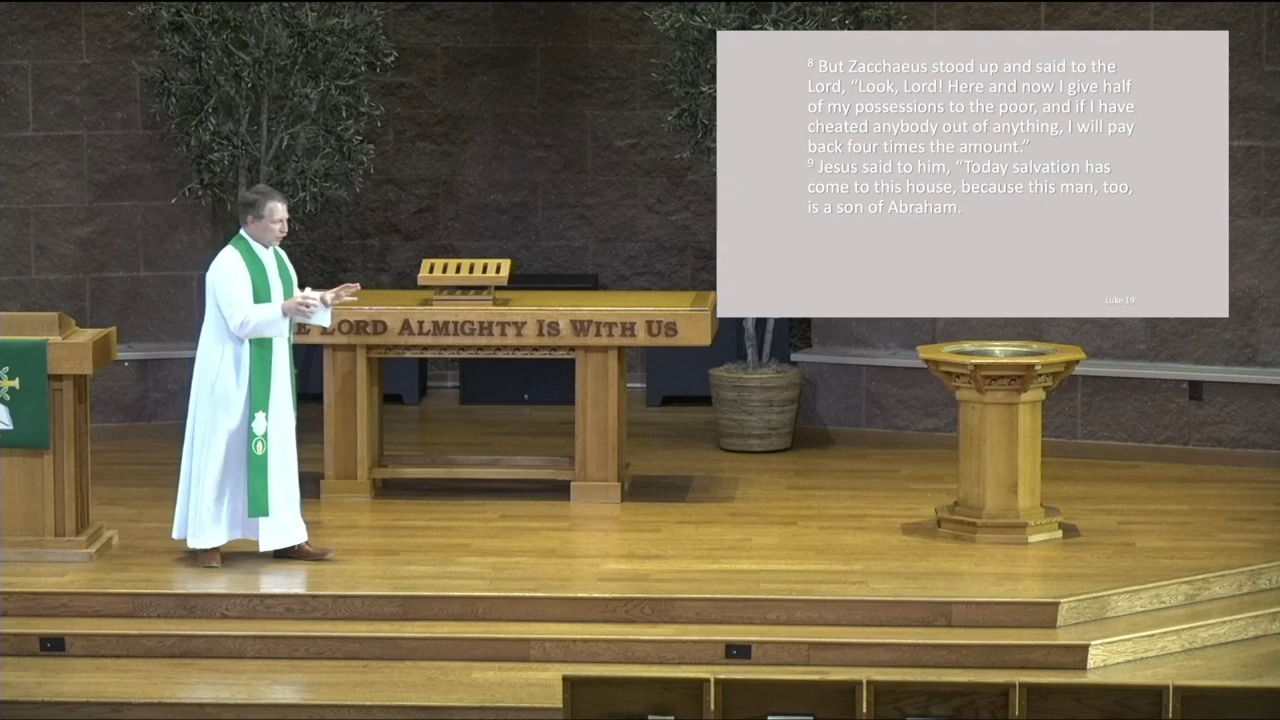 ⁸ But Zacchaeus stood up and said to the
Lord, “Look, Lord! Here and now I give half
of my possessions to the poor, and if I have
cheated anybody out of anything, I will pay
back four times the amount.”
⁹ Jesus said to him, “Today salvation has
come to this house, because this man, too,
is a son of Abraham.
Luke 19
E LORD ALMIGHTY IS WITH US